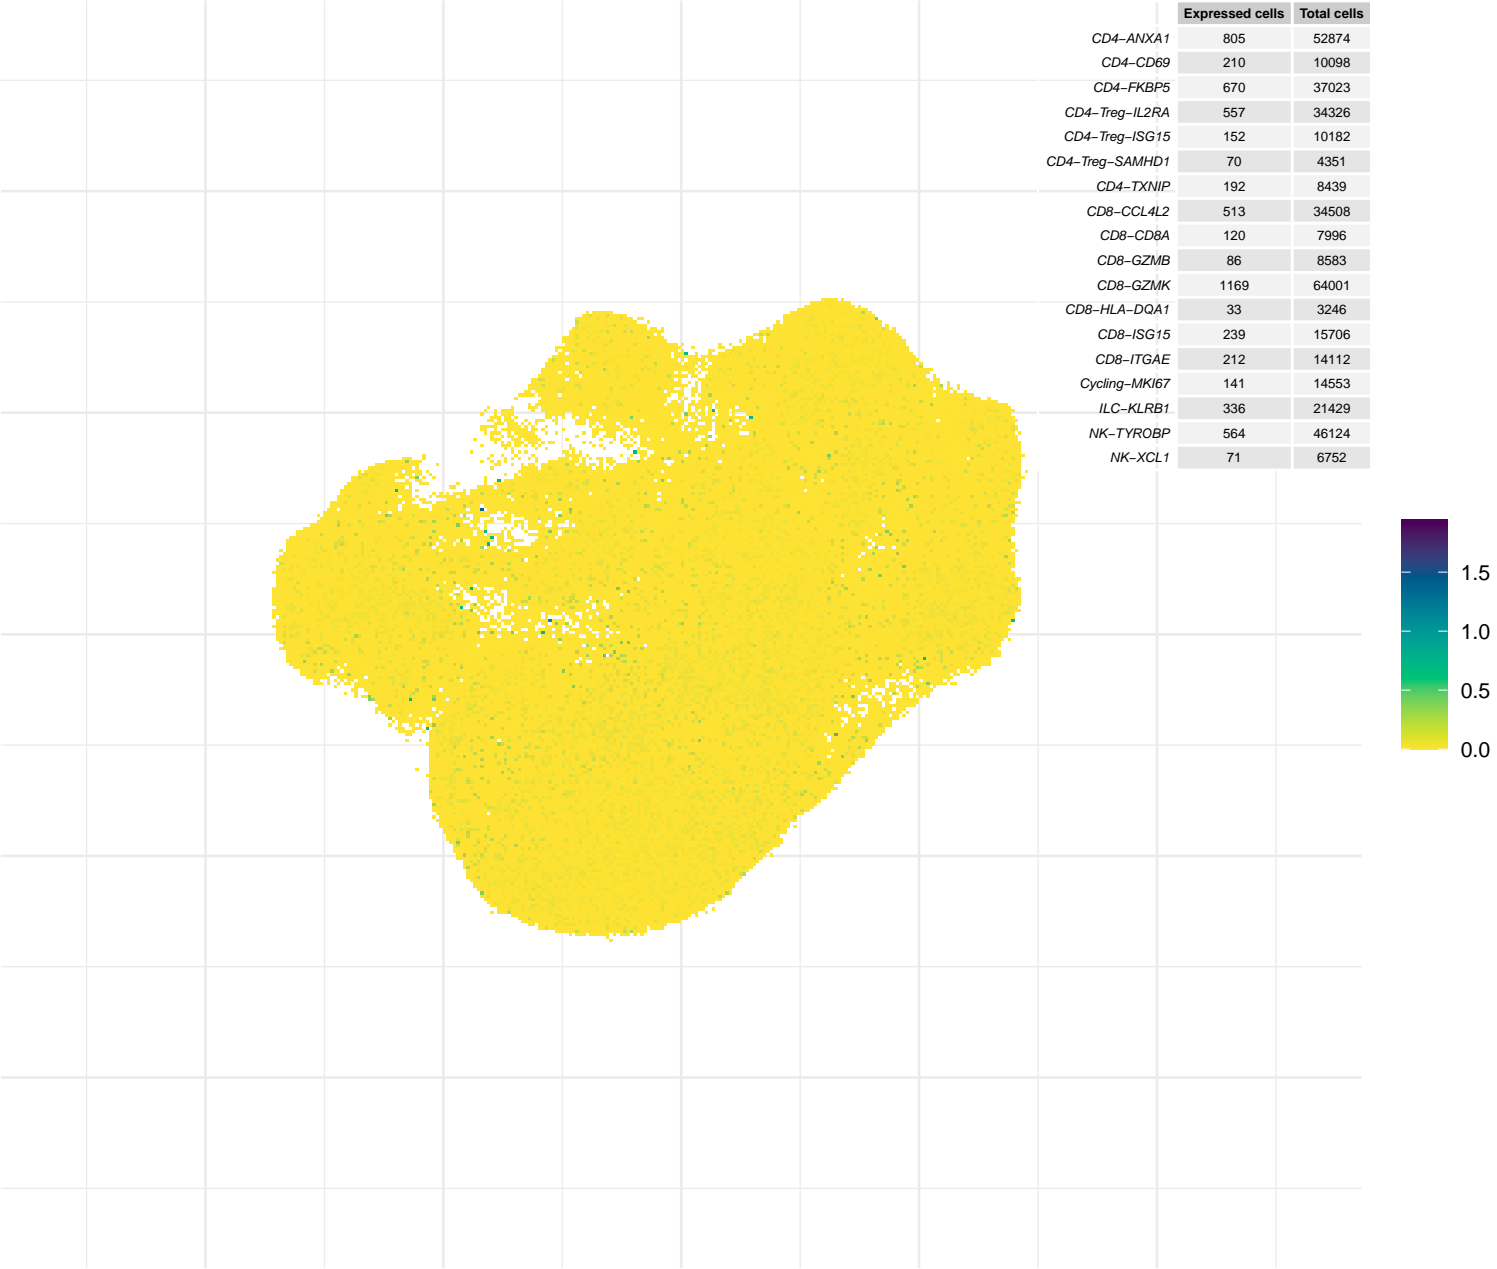 Expressed cells Total cells
CD4−ANXA1 805 52874
CD4−CD69 210 10098
CD4−FKBP5 670 37023
CD4−Treg−IL2RA 557 34326
CD4−Treg−ISG15 152 10182
CD4−Treg−SAMHD1 70 4351
CD4−TXNIP 192 8439
CD8−CCL4L2 513 34508
CD8−CD8A 120 7996
CD8−GZMB 86 8583
CD8−GZMK 1169 64001
CD8−HLA−DQA1 33 3246
CD8−ISG15 239 15706
CD8−ITGAE 212 14112
Cycling−MKI67 141 14553
ILC−KLRB1 336 21429
NK−TYROBP 564 46124
NK−XCL1 71 6752
1.5
1.0
0.5
0.0